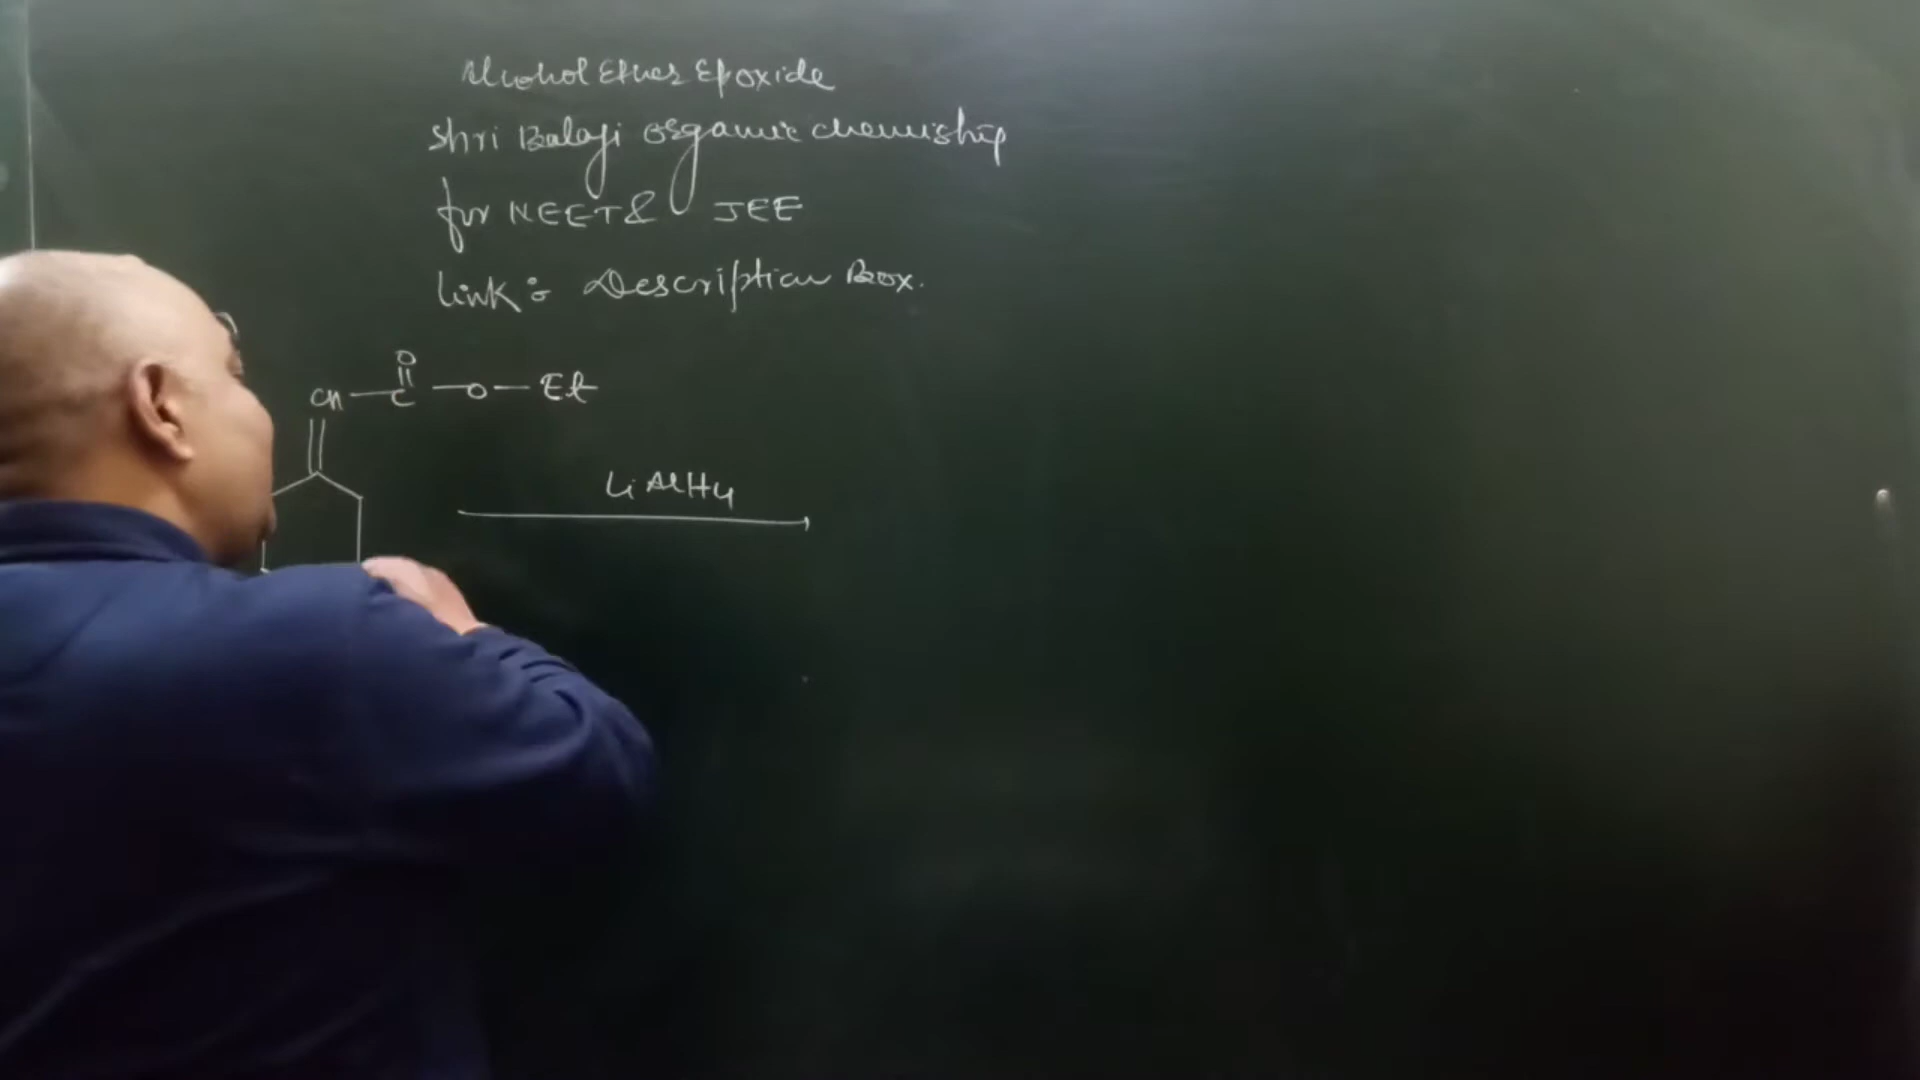 Alcohol Ether Epoxide
Shri Balaji Organic chemistry
for NEET & JEE
Link: Description Box.
O
CH — C — O — Et
LiAlH4